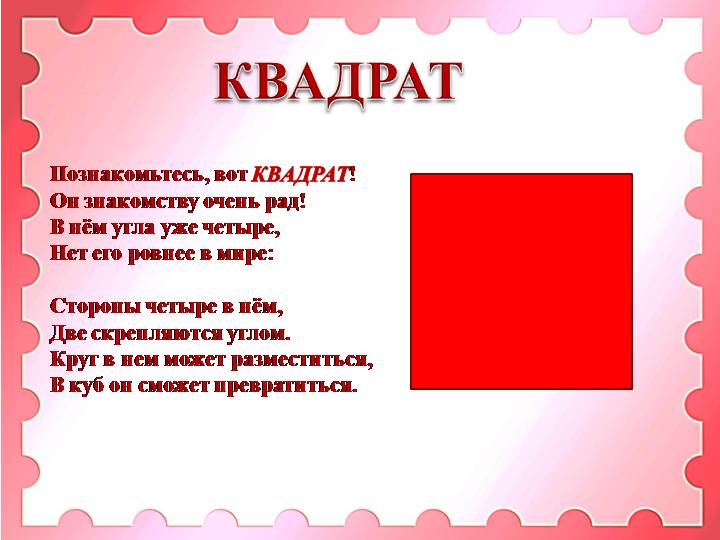 КВАДРАТ
Познакомьтесь, вот КВАДРАТ!
Он знакомству очень рад!
В нём угла уже четыре,
Нет его ровнее в мире:
Стороны четыре в нём,
Две скрепляются углом.
Круг в нем может разместиться,
В куб он сможет превратиться.